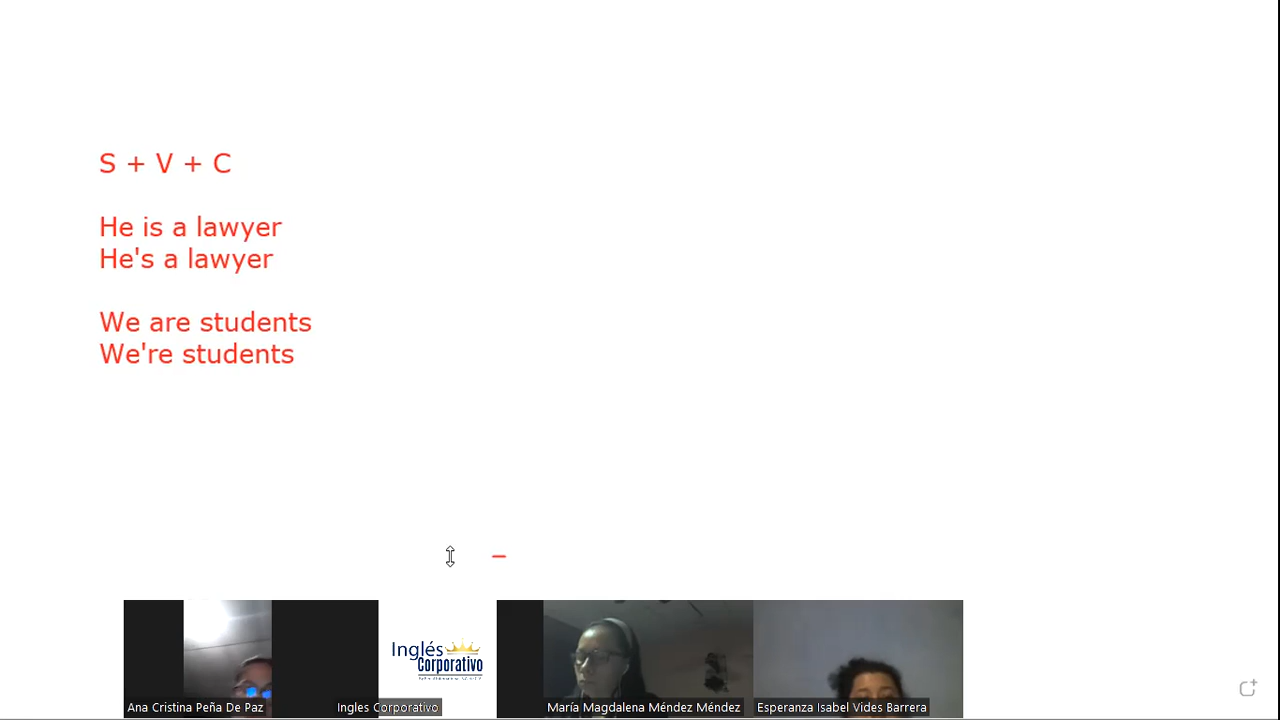 S + V + C
He is a lawyer
He's a lawyer
We are students
We're students
Inglés
Corporativo
Ana Cristina Peña De Paz
Ingles Corporativo
María Magdalena Méndez Méndez
Esperanza Isabel Vides Barrera